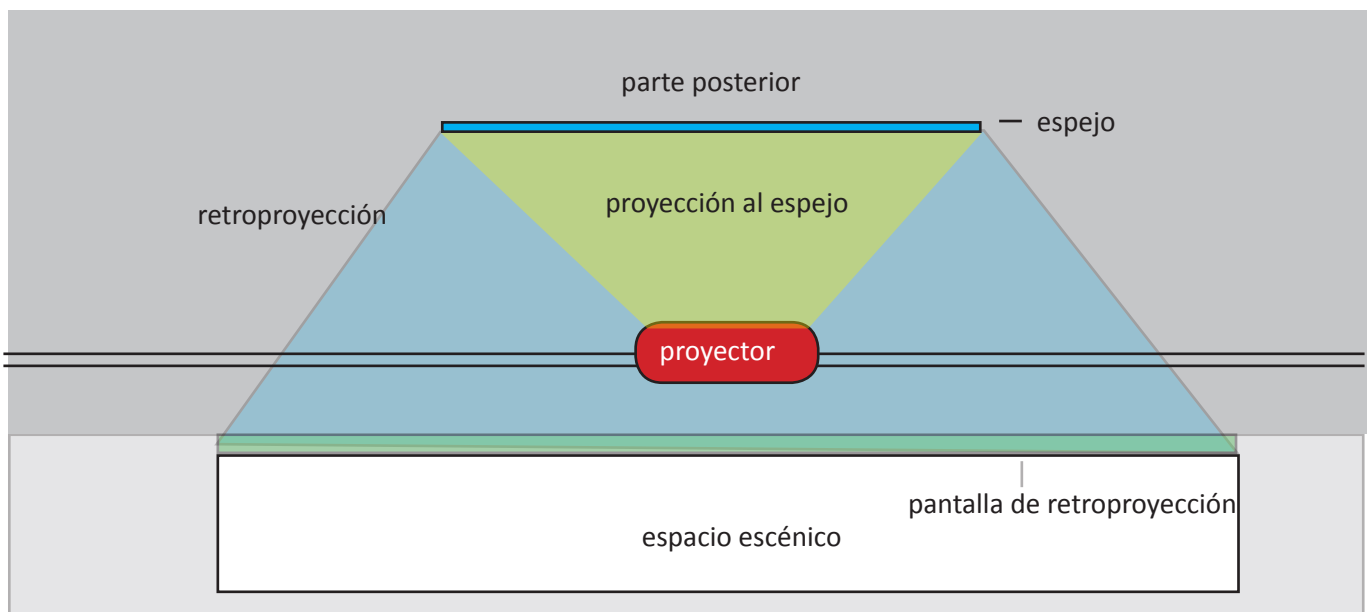 parte posterior
espejo
proyección al espejo
retroproyección
proyector
pantalla de retroproyección
espacio escénico